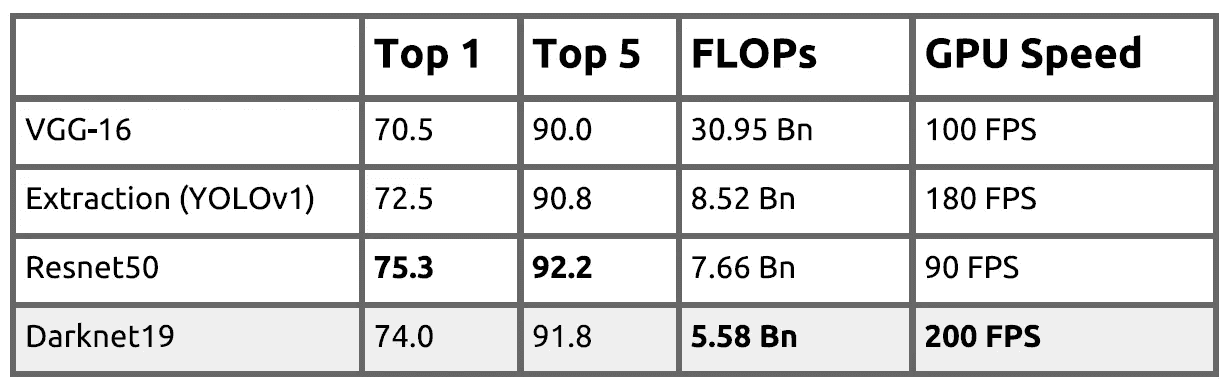 Top 1 Top 5 FLOPs GPU Speed
VGG-16 70.5 90.0 30.95 Bn 100 FPS
Extraction (YOLOv1) 72.5 90.8 8.52 Bn 180 FPS
Resnet50 75.3 92.2 7.66 Bn 90 FPS
Darknet19 74.0 91.8 5.58 Bn 200 FPS